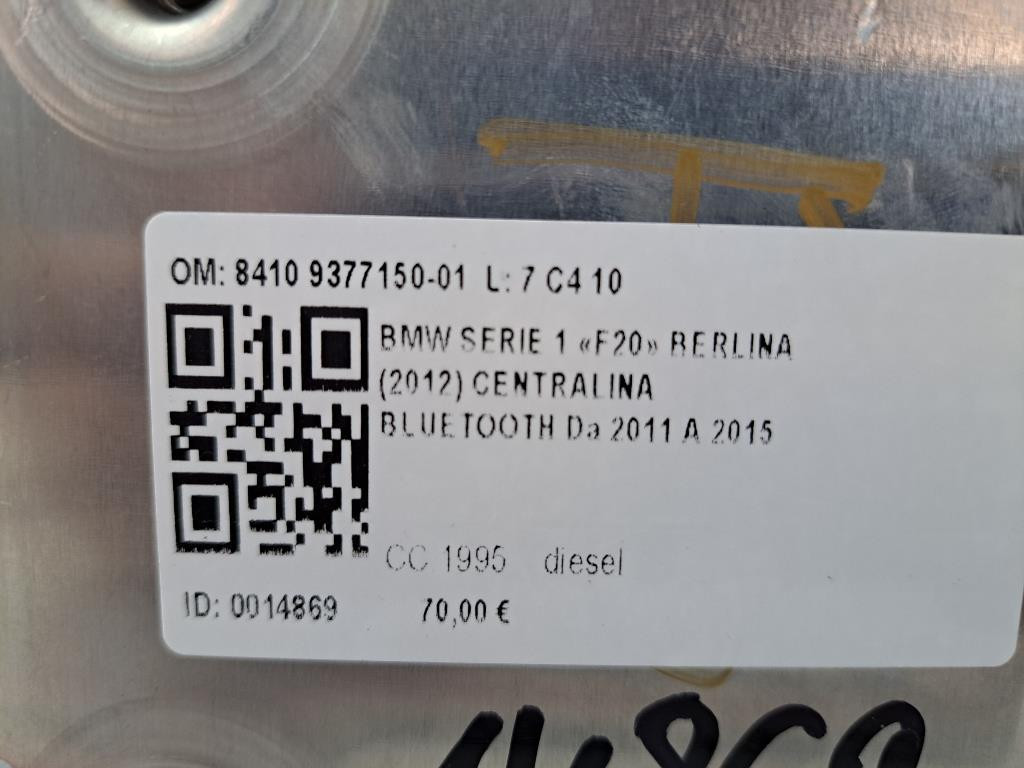 OM: 8410 9377150-01 L: 7 C4 10
BMW SERIE 1 «F20» BERLINA
(2012) CENTRALINA
BLUETOOTH Da 2011 A 2015
CC 1995 diesel
ID: 0014869 70,00 €